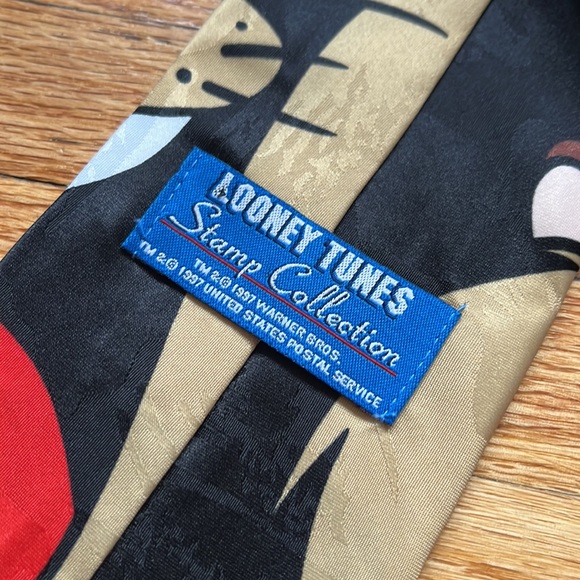 LOONEY TUNES
Stamp Collection
TM & © 1997 WARNER BROS.
TM & © 1997 UNITED STATES POSTAL SERVICE